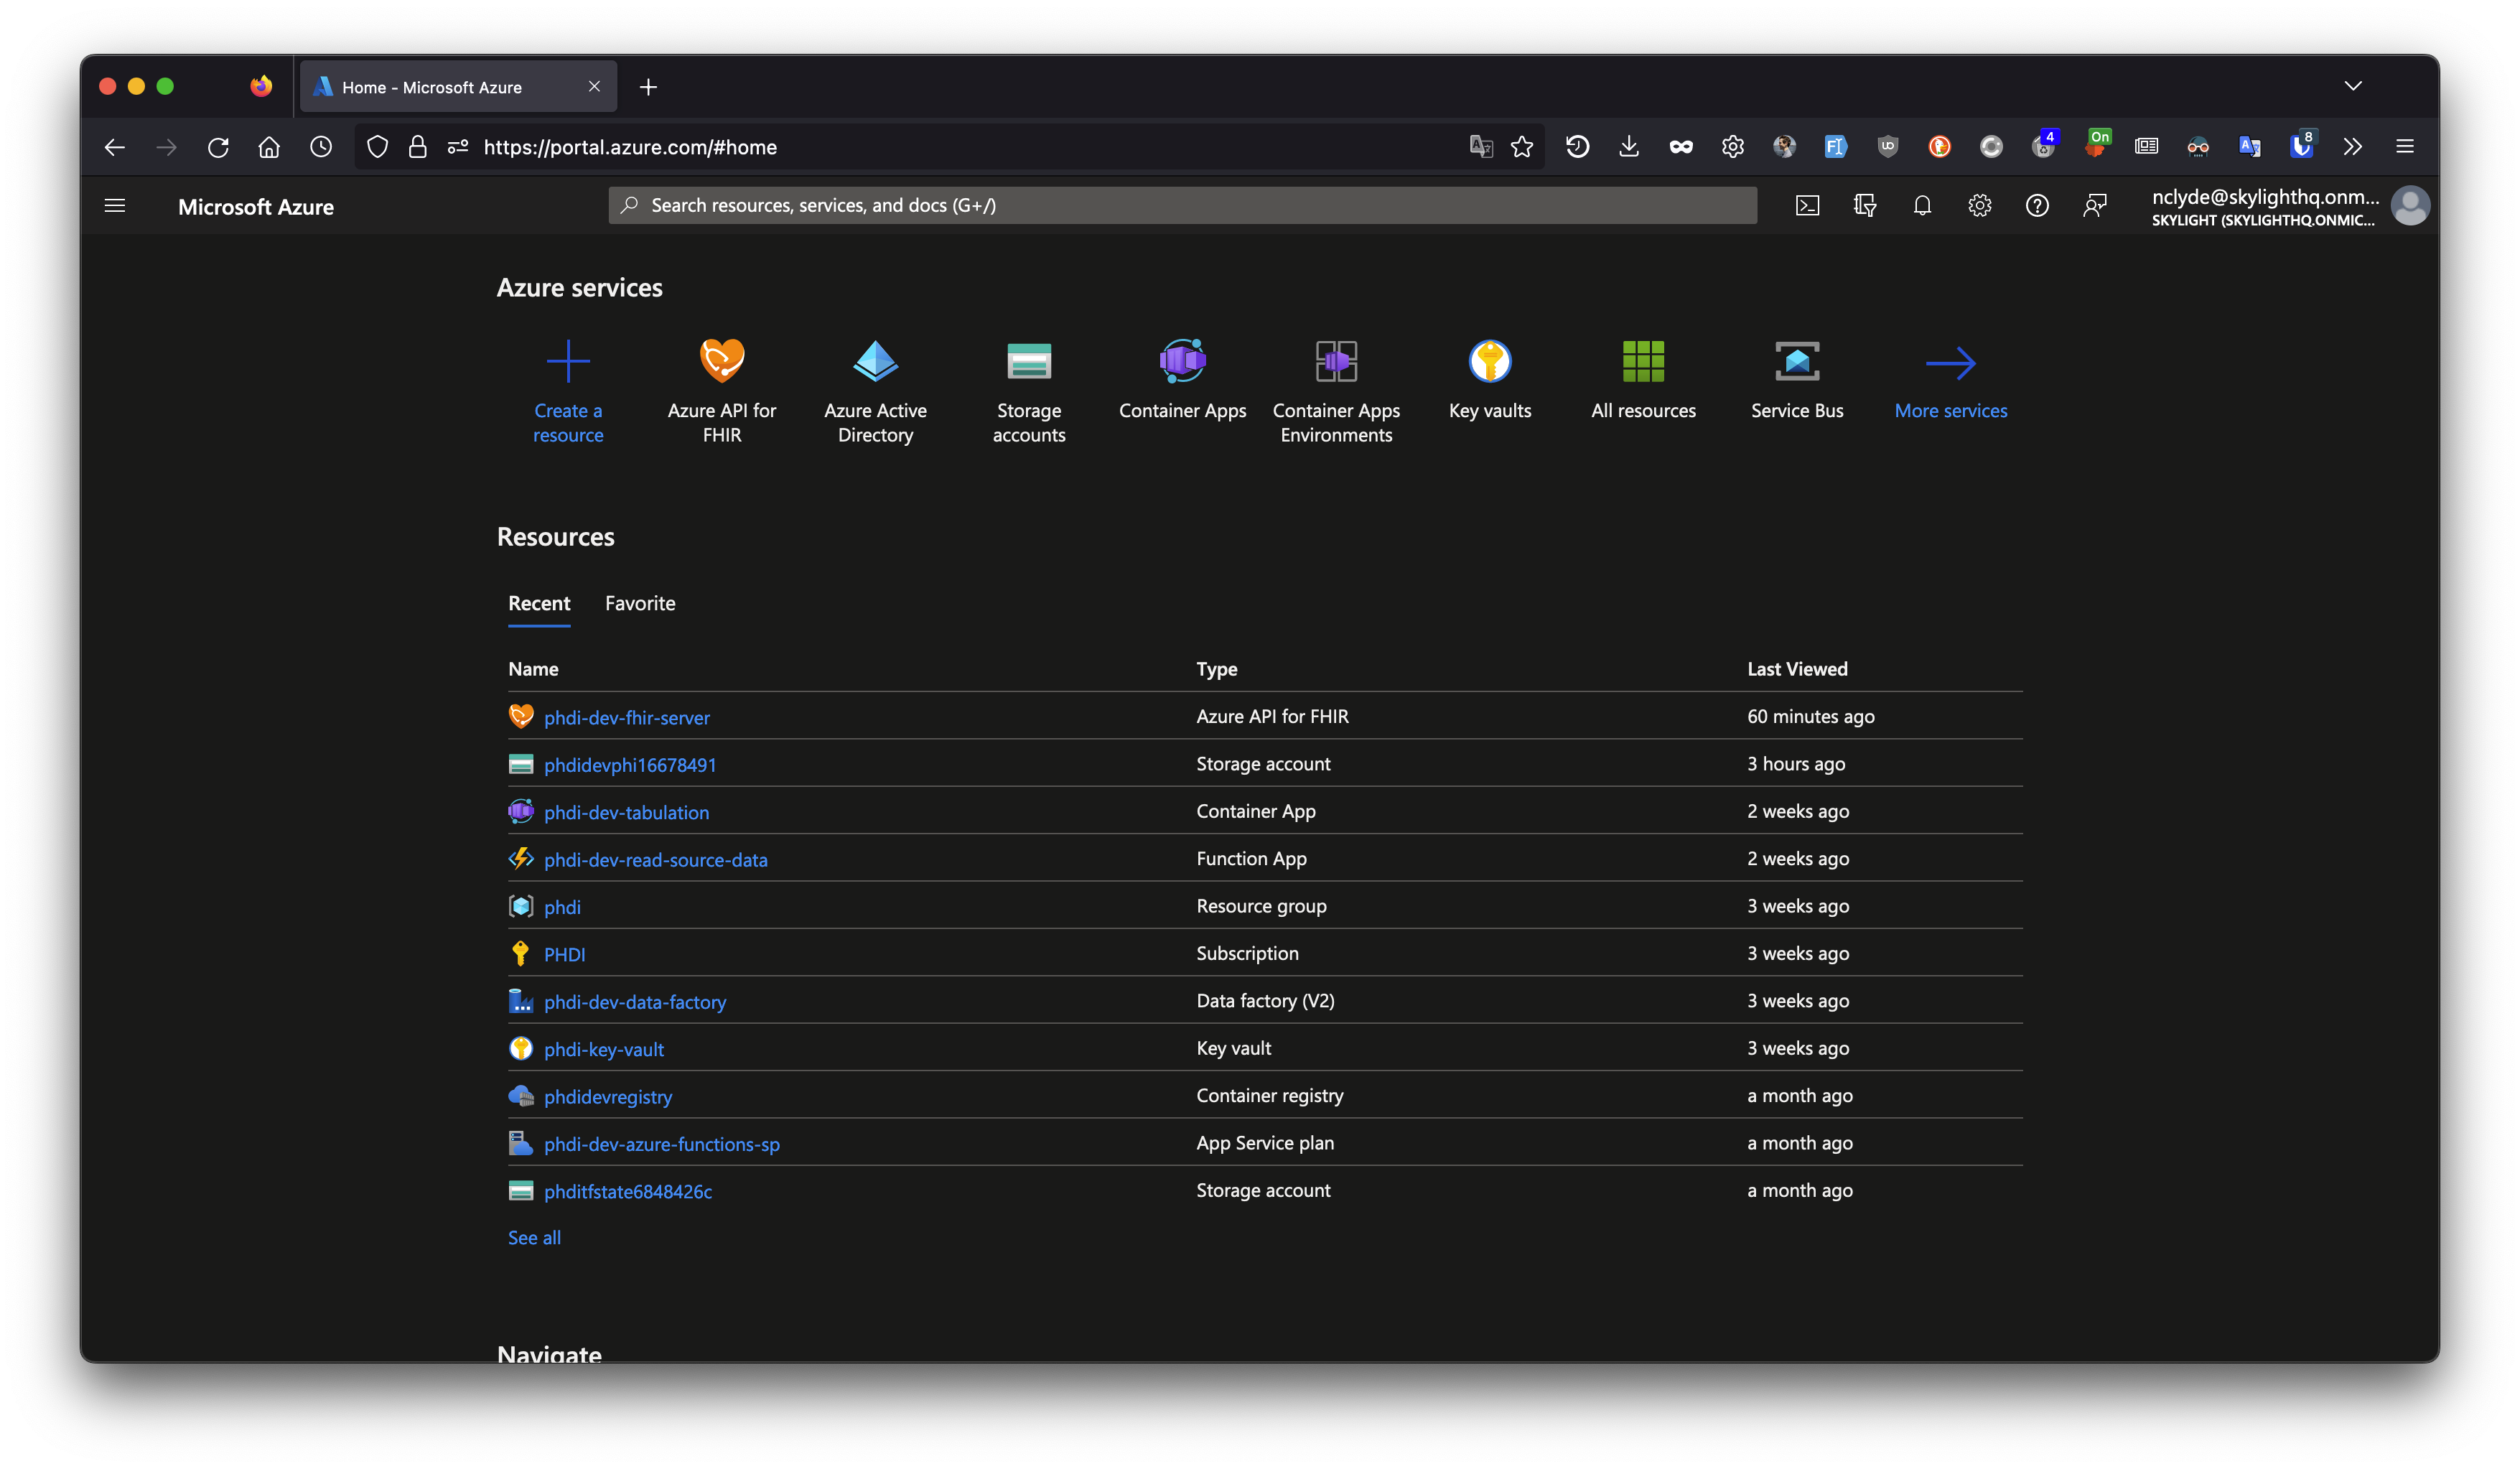 Home - Microsoft Azure
https://portal.azure.com/#home
4
On
8
Microsoft Azure
Search resources, services, and docs (G+/)
nclyde@skylighthq.onm...
SKYLIGHT (SKYLIGHTHQ.ONMIC...
Azure services
Create a resource
Azure API for FHIR
Azure Active Directory
Storage accounts
Container Apps
Container Apps Environments
Key vaults
All resources
Service Bus
More services
Resources
Recent Favorite
Name Type Last Viewed
phdi-dev-fhir-server Azure API for FHIR 60 minutes ago
phdidevphi16678491 Storage account 3 hours ago
phdi-dev-tabulation Container App 2 weeks ago
phdi-dev-read-source-data Function App 2 weeks ago
phdi Resource group 3 weeks ago
PHDI Subscription 3 weeks ago
phdi-dev-data-factory Data factory (V2) 3 weeks ago
phdi-key-vault Key vault 3 weeks ago
phdidevregistry Container registry a month ago
phdi-dev-azure-functions-sp App Service plan a month ago
phditfstate6848426c Storage account a month ago
See all
Navigate